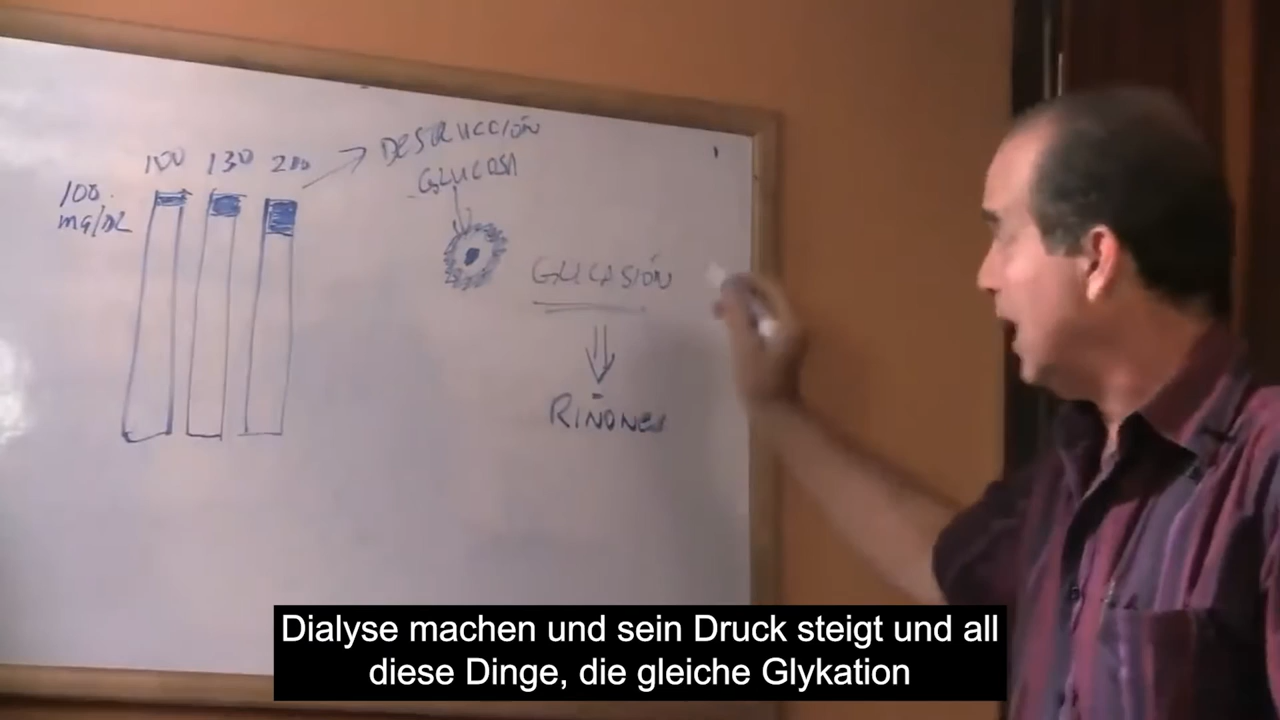 100 130 200
100
mg/DL
DESRUCCIÓN
GLUCOSA
GLICASIÓN
RIÑONES
Dialyse machen und sein Druck steigt und all
diese Dinge, die gleiche Glykation